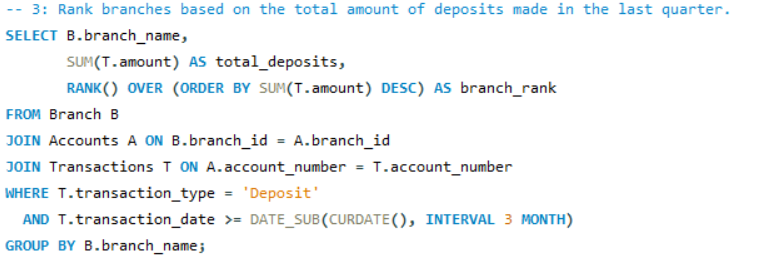 -- 3: Rank branches based on the total amount of deposits made in the last quarter.
SELECT B.branch_name,
       SUM(T.amount) AS total_deposits,
       RANK() OVER (ORDER BY SUM(T.amount) DESC) AS branch_rank
FROM Branch B
JOIN Accounts A ON B.branch_id = A.branch_id
JOIN Transactions T ON A.account_number = T.account_number
WHERE T.transaction_type = 'Deposit'
  AND T.transaction_date >= DATE_SUB(CURDATE(), INTERVAL 3 MONTH)
GROUP BY B.branch_name;